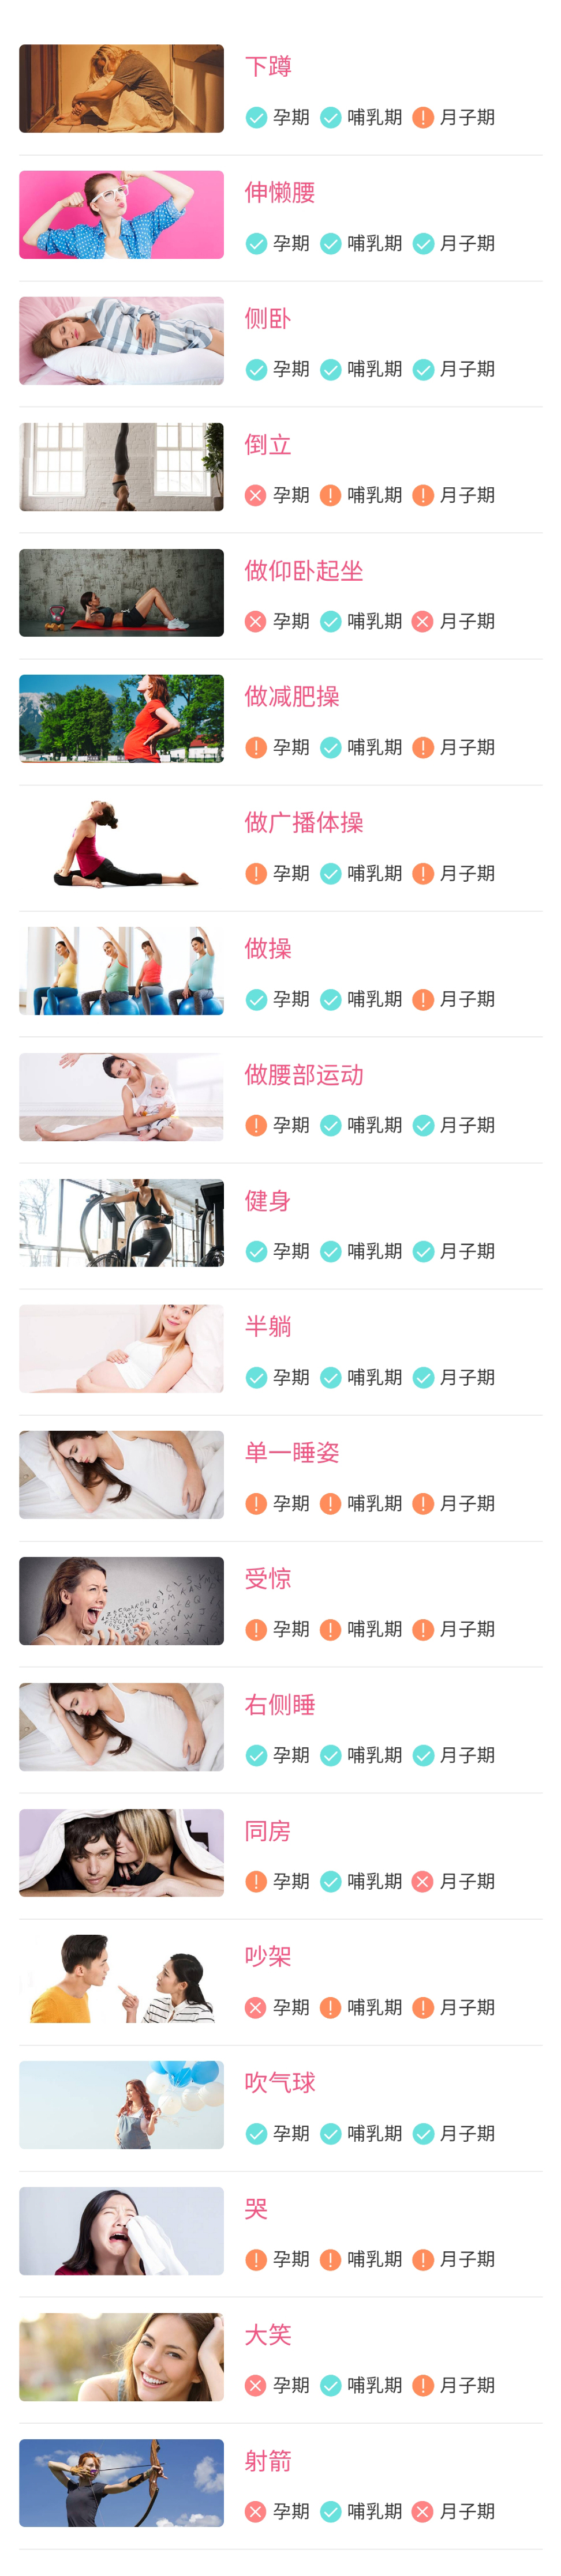 下蹲
孕期 哺乳期 月子期
伸懒腰
孕期 哺乳期 月子期
侧卧
孕期 哺乳期 月子期
倒立
孕期 哺乳期 月子期
做仰卧起坐
孕期 哺乳期 月子期
做减肥操
孕期 哺乳期 月子期
做广播体操
孕期 哺乳期 月子期
做操
孕期 哺乳期 月子期
做腰部运动
孕期 哺乳期 月子期
健身
孕期 哺乳期 月子期
半躺
孕期 哺乳期 月子期
单一睡姿
孕期 哺乳期 月子期
受惊
孕期 哺乳期 月子期
右侧睡
孕期 哺乳期 月子期
同房
孕期 哺乳期 月子期
吵架
孕期 哺乳期 月子期
吹气球
孕期 哺乳期 月子期
哭
孕期 哺乳期 月子期
大笑
孕期 哺乳期 月子期
射箭
孕期 哺乳期 月子期